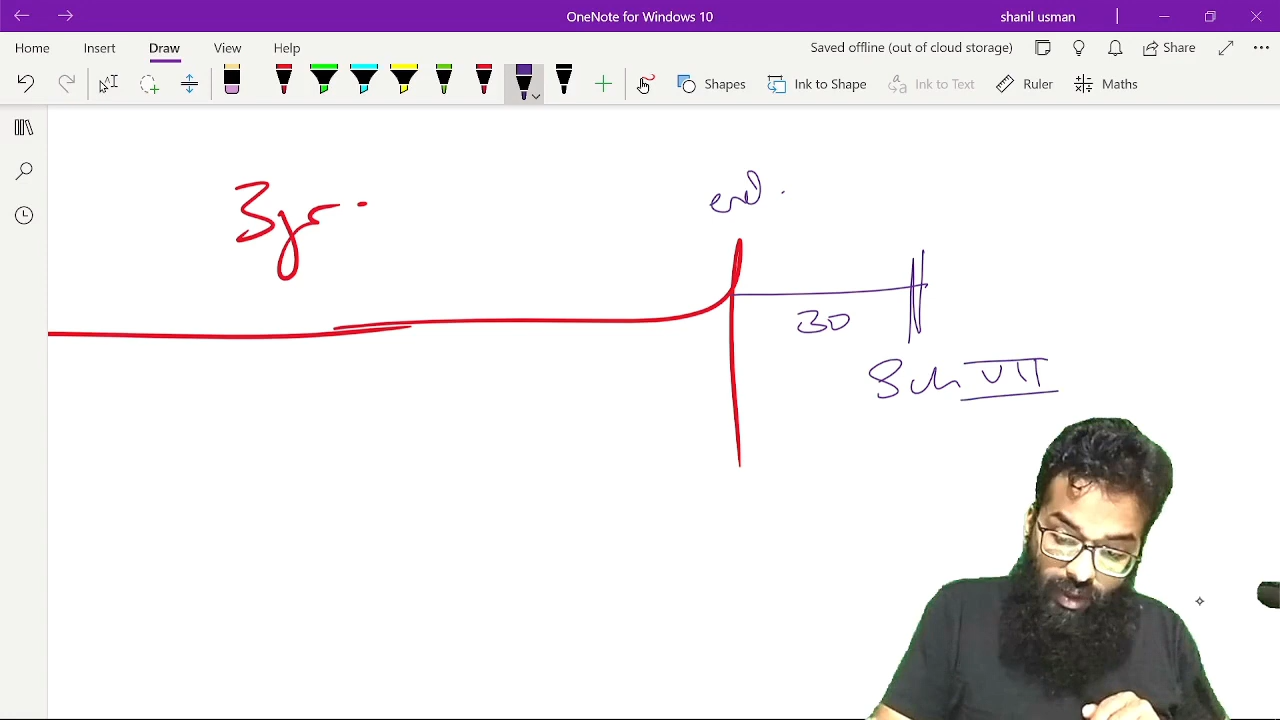 OneNote for Windows 10
shanil usman
Home Insert Draw View Help
Saved offline (out of cloud storage)
Share
Shapes
Ink to Shape
Ink to Text
Ruler
Maths
3yr.
end.
30
Sch VII